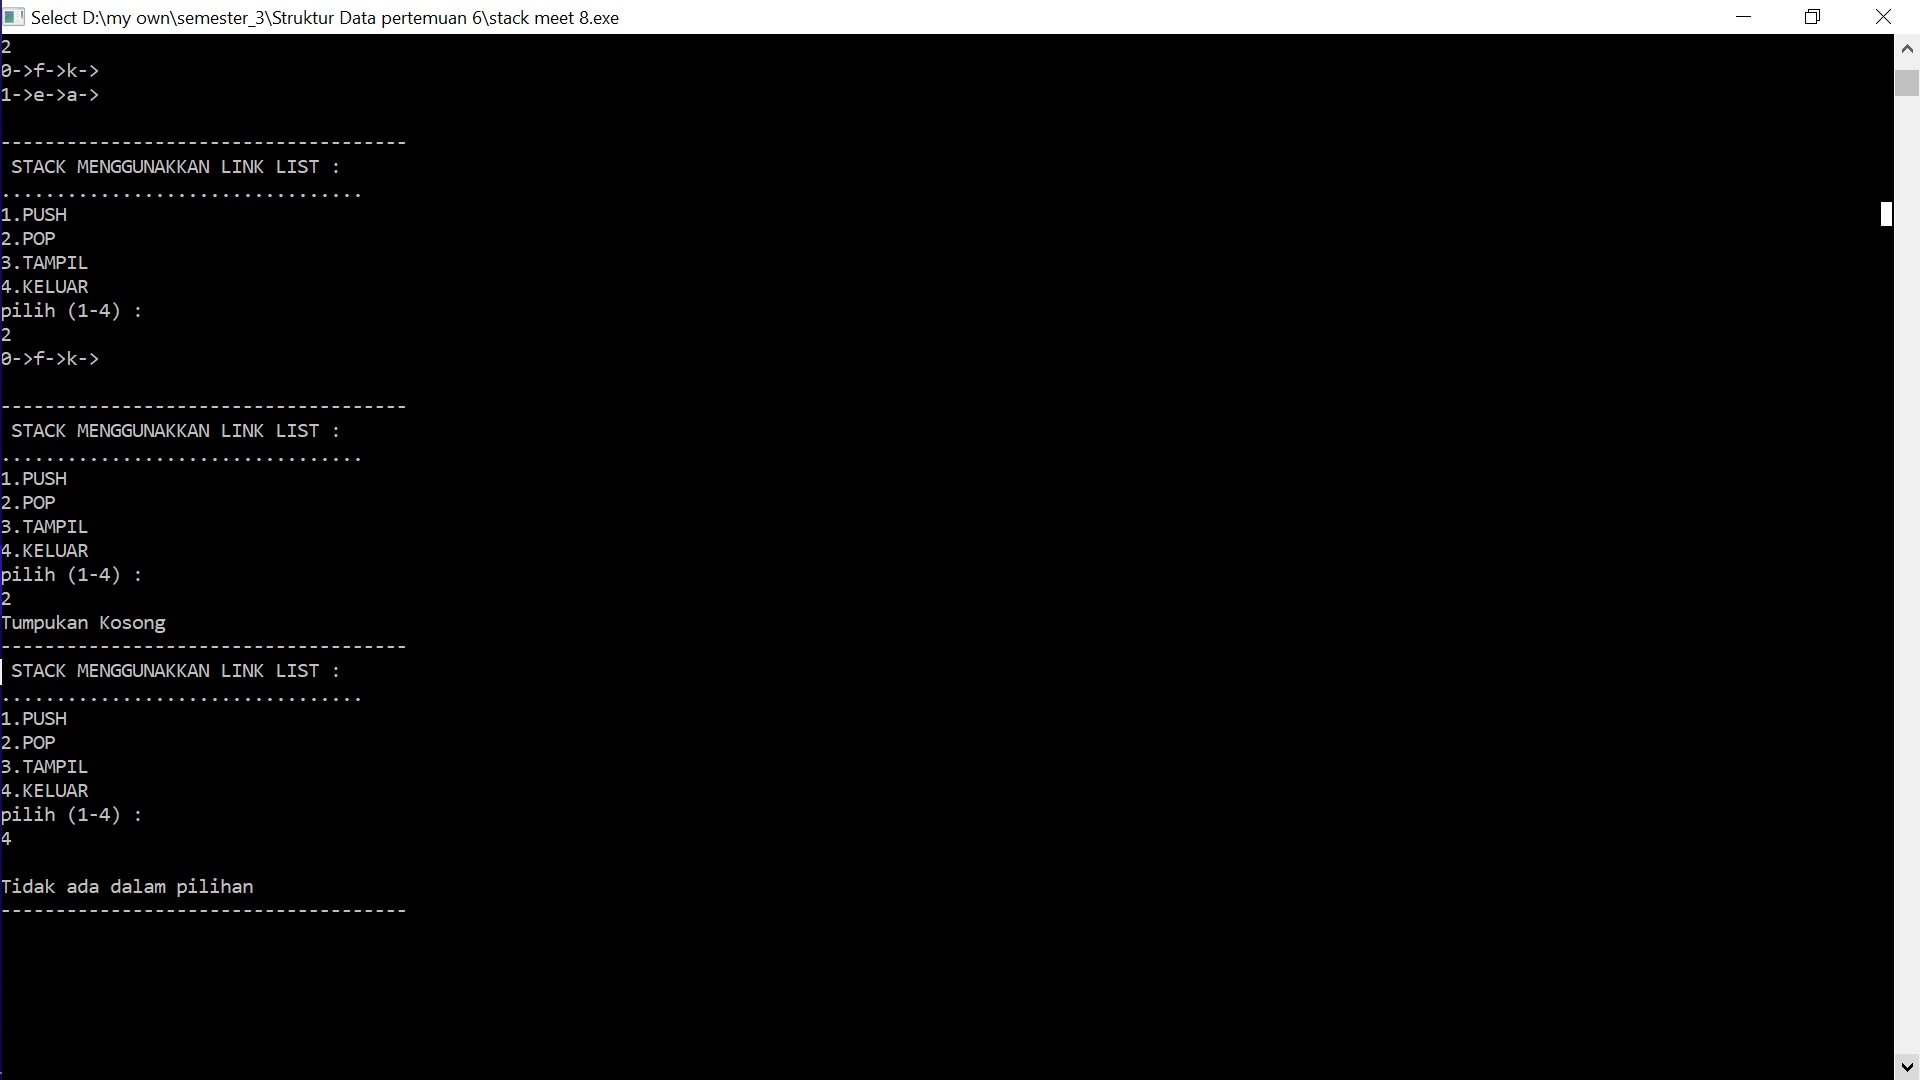 Select D:\my own\semester_3\Struktur Data pertemuan 6\stack meet 8.exe
2
0->f->k->
1->e->a->
-------------------------------------
STACK MENGGUNAKKAN LINK LIST :
.................................
1.PUSH
2.POP
3.TAMPIL
4.KELUAR
pilih (1-4) :
2
0->f->k->
-------------------------------------
STACK MENGGUNAKKAN LINK LIST :
.................................
1.PUSH
2.POP
3.TAMPIL
4.KELUAR
pilih (1-4) :
2
Tumpukan Kosong
-------------------------------------
STACK MENGGUNAKKAN LINK LIST :
.................................
1.PUSH
2.POP
3.TAMPIL
4.KELUAR
pilih (1-4) :
4
Tidak ada dalam pilihan
-------------------------------------